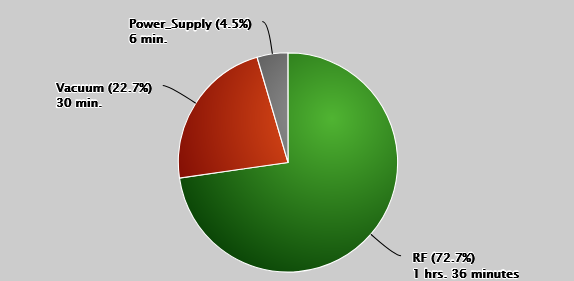 Power_Supply (4.5%)
6 min.
Vacuum (22.7%)
30 min.
RF (72.7%)
1 hrs. 36 minutes